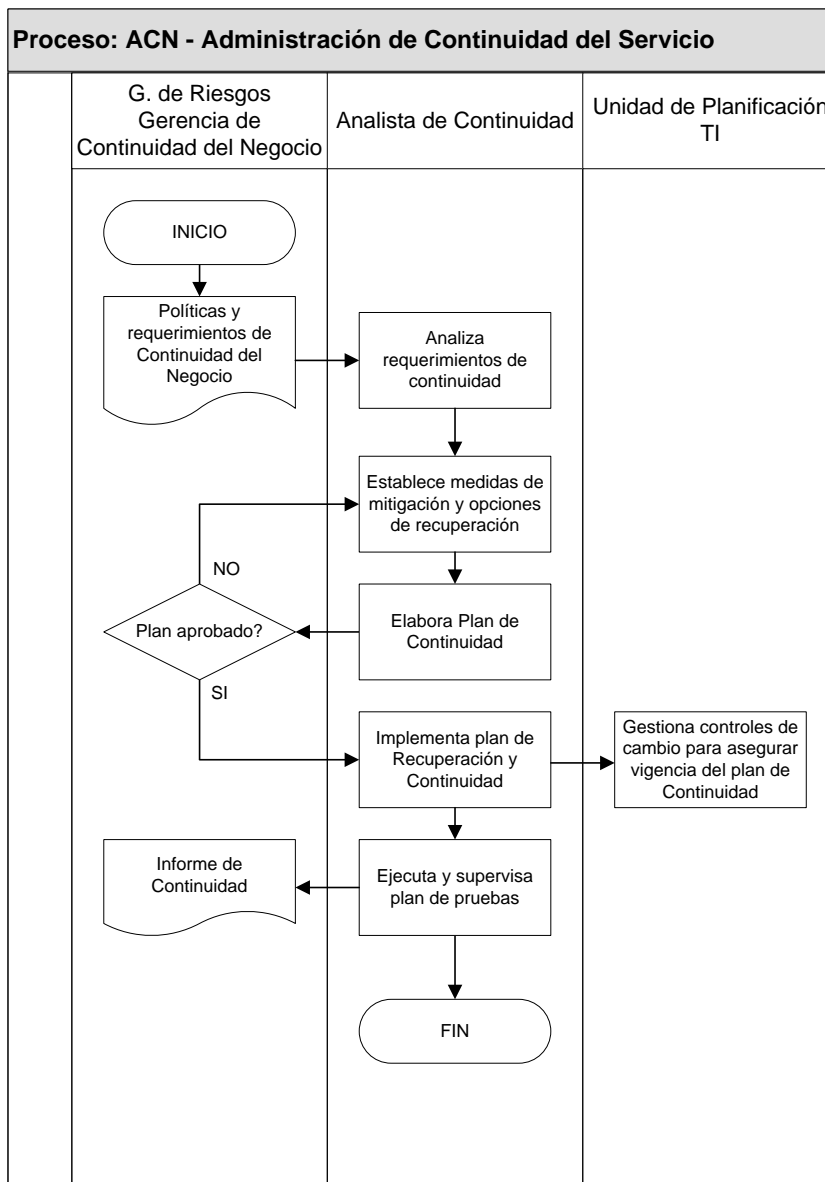 Proceso: ACN - Administración de Continuidad del Servicio
G. de Riesgos
Gerencia de
Continuidad del Negocio
Analista de Continuidad
Unidad de Planificación
TI
INICIO
Políticas y
requerimientos de
Continuidad del
Negocio
Analiza
requerimientos de
continuidad
Establece medidas de
mitigación y opciones
de recuperación
NO
Plan aprobado?
Elabora Plan de
Continuidad
SI
Implementa plan de
Recuperación y
Continuidad
Gestiona controles de
cambio para asegurar
vigencia del plan de
Continuidad
Informe de
Continuidad
Ejecuta y supervisa
plan de pruebas
FIN